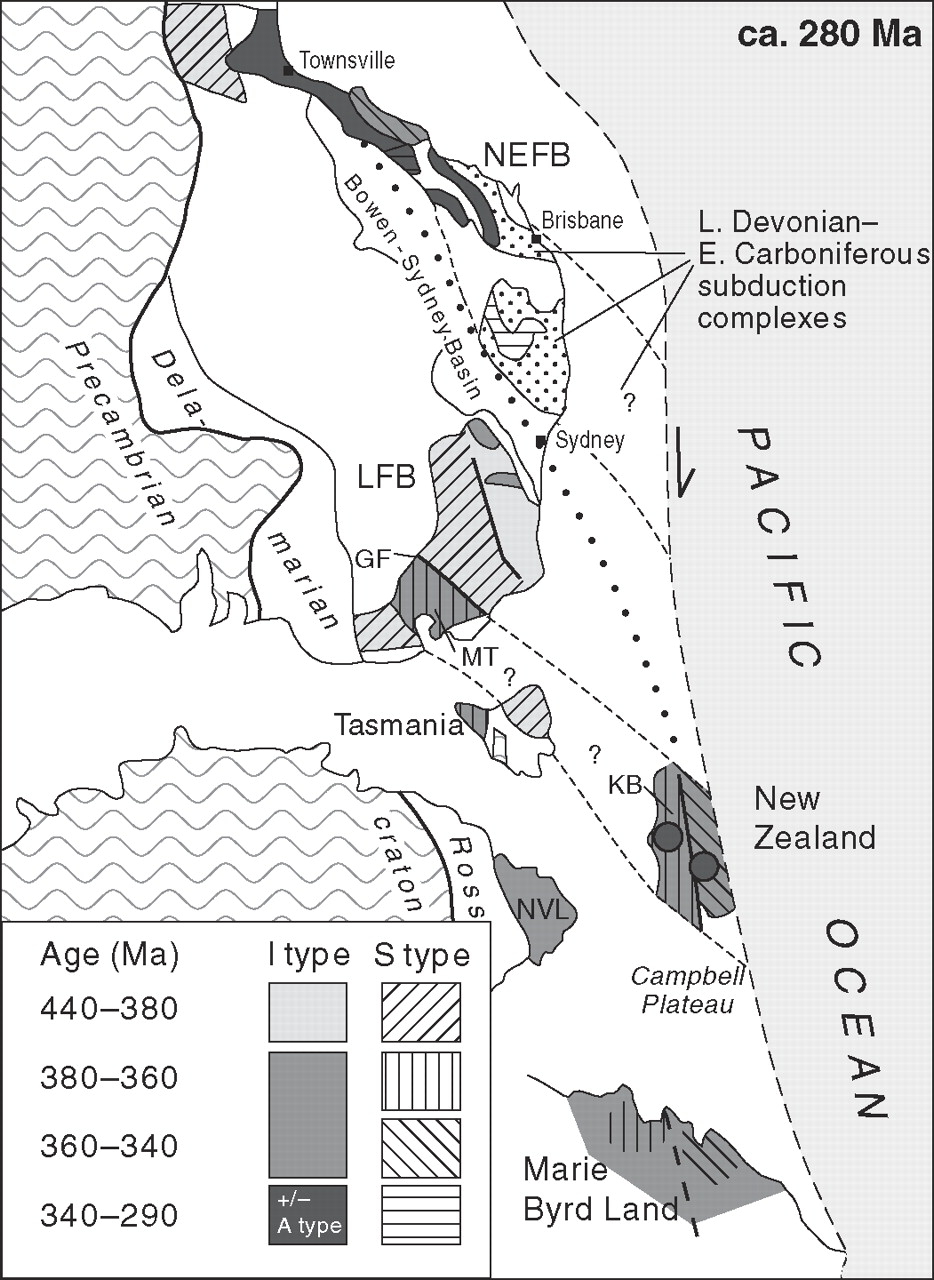 ca. 280 Ma
Townsville
NEFB
Bowen-Sydney Basin
Brisbane
L. Devonian–
E. Carboniferous
subduction
complexes
?
Precambrian
Dela-
marian
Sydney
LFB
GF
MT
?
PACIFIC
Tasmania
?
KB
New
Zealand
craton
Ross
NVL
Campbell
Plateau
OCEAN
Age (Ma) I type S type
440–380
380–360
360–340
340–290
+/–
A type
Marie
Byrd Land